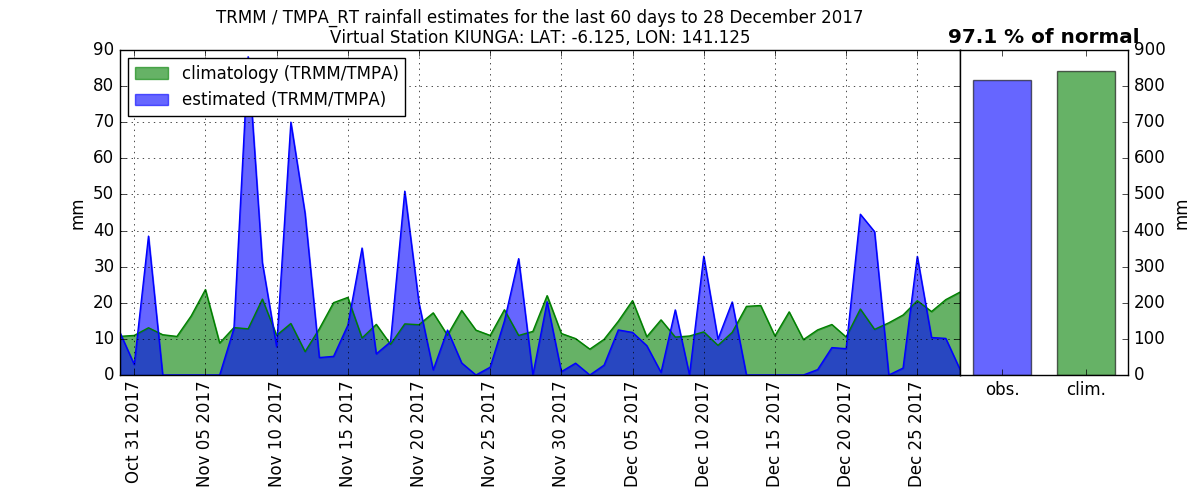 TRMM / TMPA_RT rainfall estimates for the last 60 days to 28 December 2017
Virtual Station KIUNGA: LAT: -6.125, LON: 141.125
97.1 % of normal
climatology (TRMM/TMPA)
estimated (TRMM/TMPA)
mm
90
80
70
60
50
40
30
20
10
0
Oct 31 2017
Nov 05 2017
Nov 10 2017
Nov 15 2017
Nov 20 2017
Nov 25 2017
Nov 30 2017
Dec 05 2017
Dec 10 2017
Dec 15 2017
Dec 20 2017
Dec 25 2017
obs.
clim.
900
800
700
600
500
400
300
200
100
0
mm